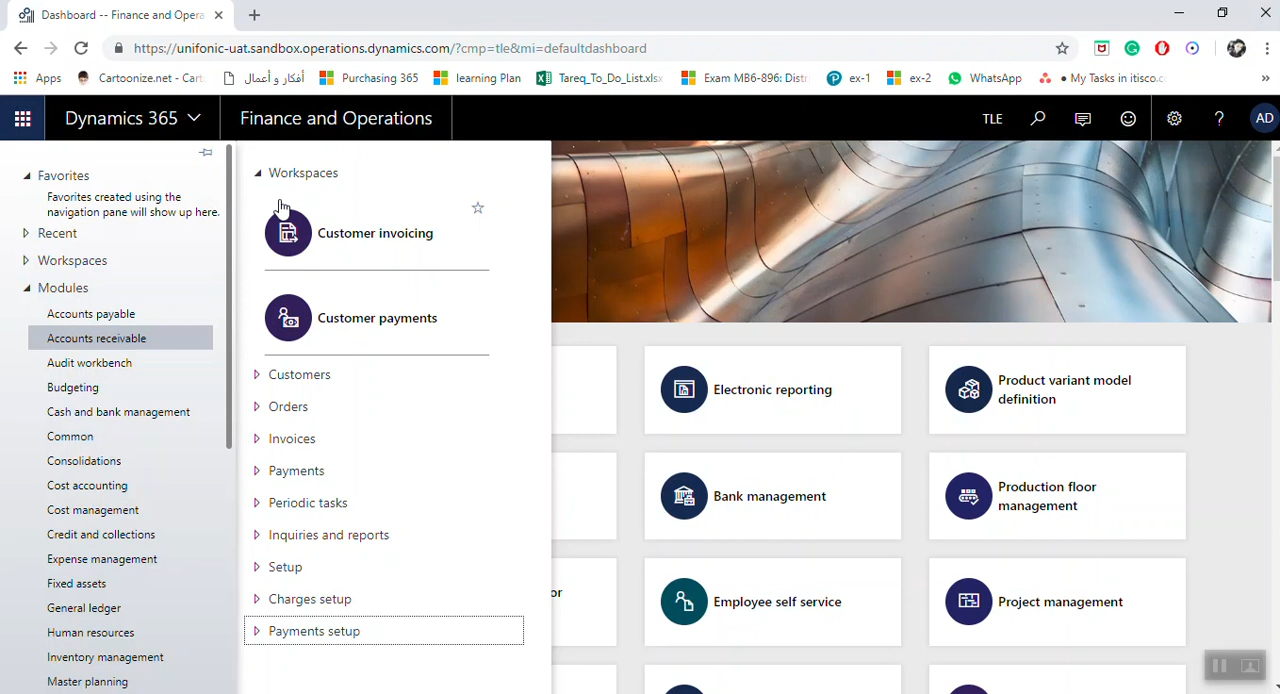 Dashboard -- Finance and Opera
https://unifonic-uat.sandbox.operations.dynamics.com/?cmp=tle&mi=defaultdashboard
Apps
Cartoonize.net - Cart
أفكار و أعمال
Purchasing 365
learning Plan
Tareq_To_Do_List.xlsx
Exam MB6-896: Distr
ex-1
ex-2
WhatsApp
• My Tasks in itisco.c
»
Dynamics 365
Finance and Operations
TLE
?
AD
Favorites
Favorites created using the
navigation pane will show up here.
Recent
Workspaces
Modules
Accounts payable
Accounts receivable
Audit workbench
Budgeting
Cash and bank management
Common
Consolidations
Cost accounting
Cost management
Credit and collections
Expense management
Fixed assets
General ledger
Human resources
Inventory management
Master planning
Workspaces
Customer invoicing
Customer payments
Customers
Orders
Invoices
Payments
Periodic tasks
Inquiries and reports
Setup
Charges setup
Payments setup
or
Electronic reporting
Product variant model
definition
Bank management
Production floor
management
Employee self service
Project management